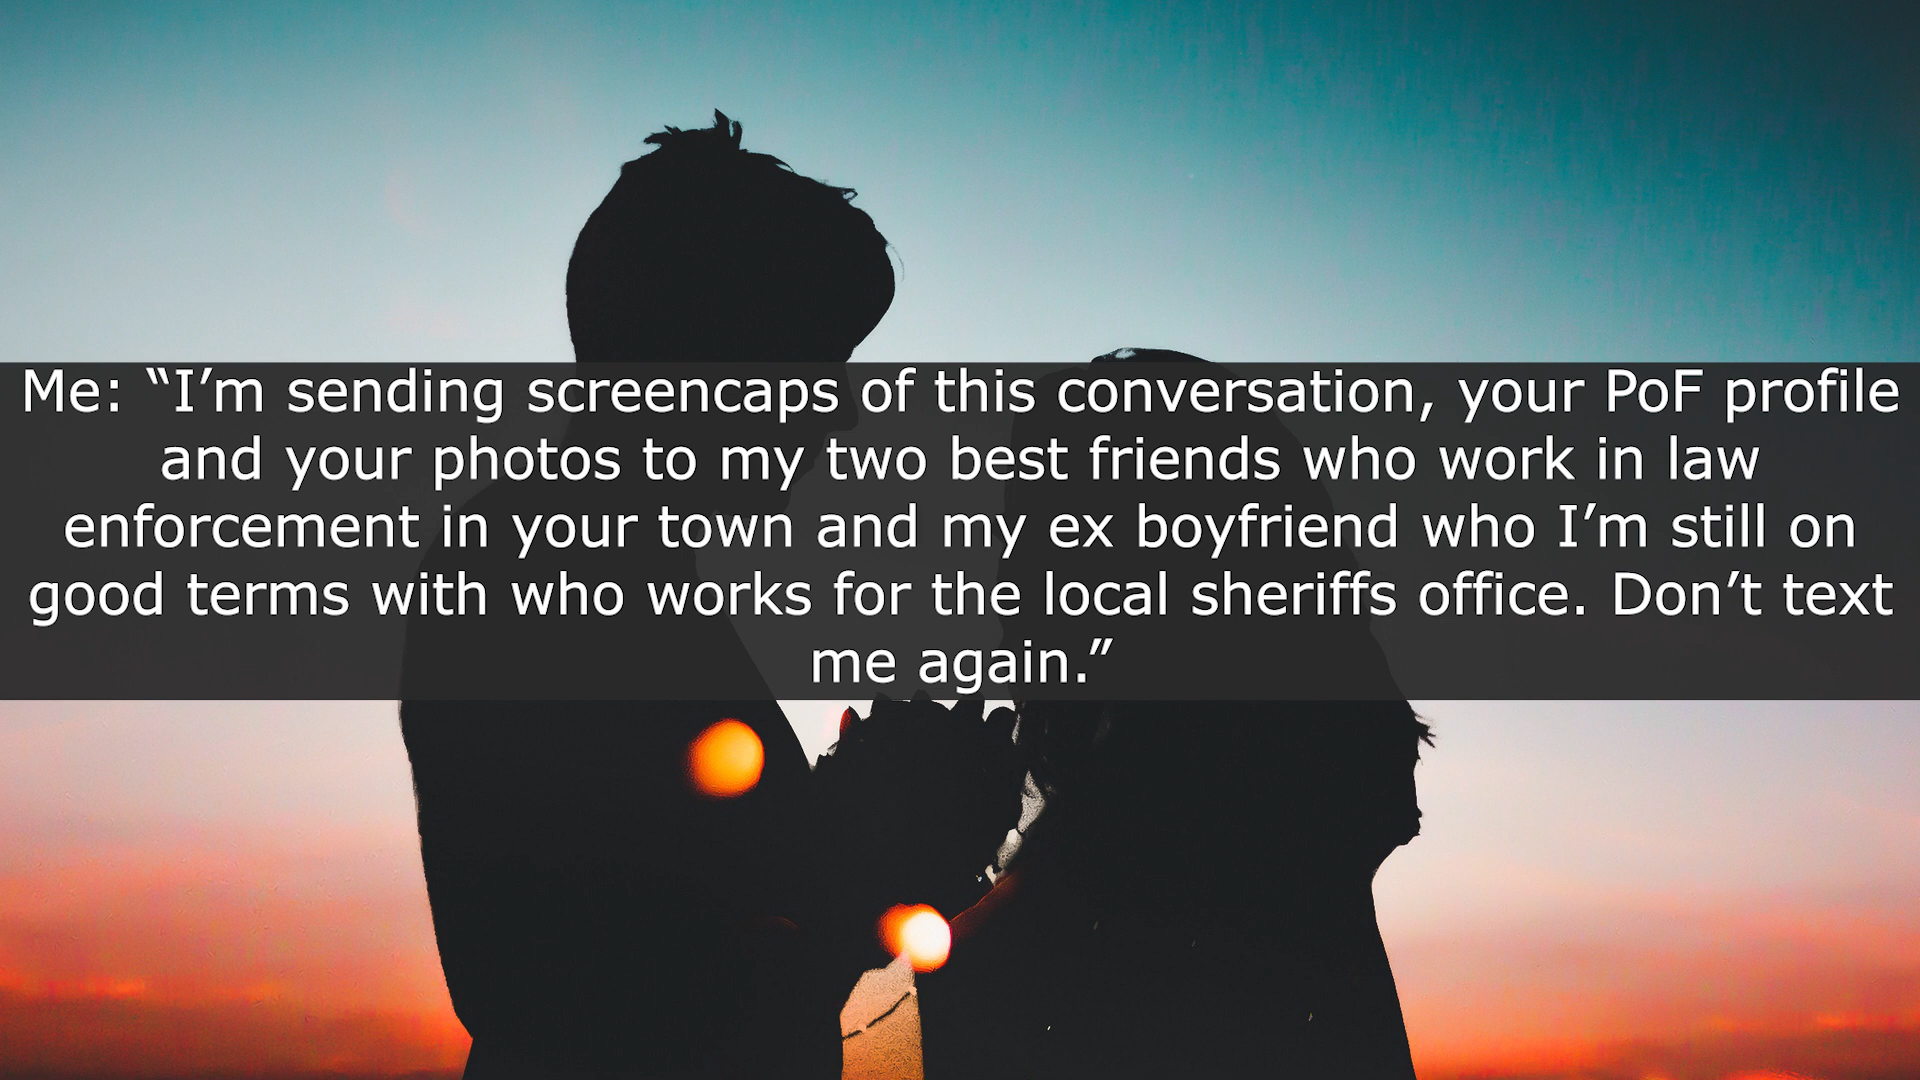 Me: “I’m sending screencaps of this conversation, your PoF profile
and your photos to my two best friends who work in law
enforcement in your town and my ex boyfriend who I’m still on
good terms with who works for the local sheriffs office. Don’t text
me again.”